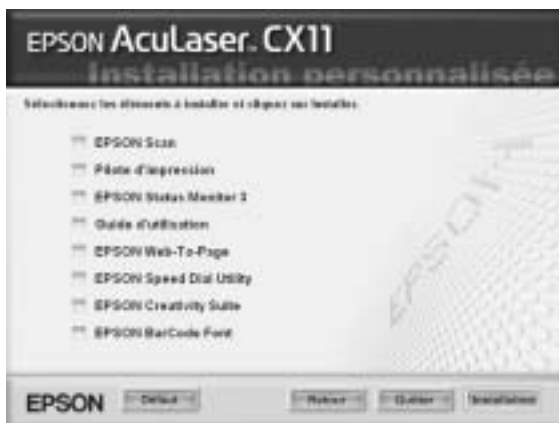 EPSON AcuLaser CX11
Installation personnalisée
Sélectionnez les éléments à installer et cliquez sur Installer.
EPSON Scan
Pilote d'impression
EPSON Status Monitor 3
Guide d'utilisation
EPSON Web-To-Page
EPSON Speed Dial Utility
EPSON Creativity Suite
EPSON BarCode Font
EPSON
EPSON
Défaut
Retour
Quitter